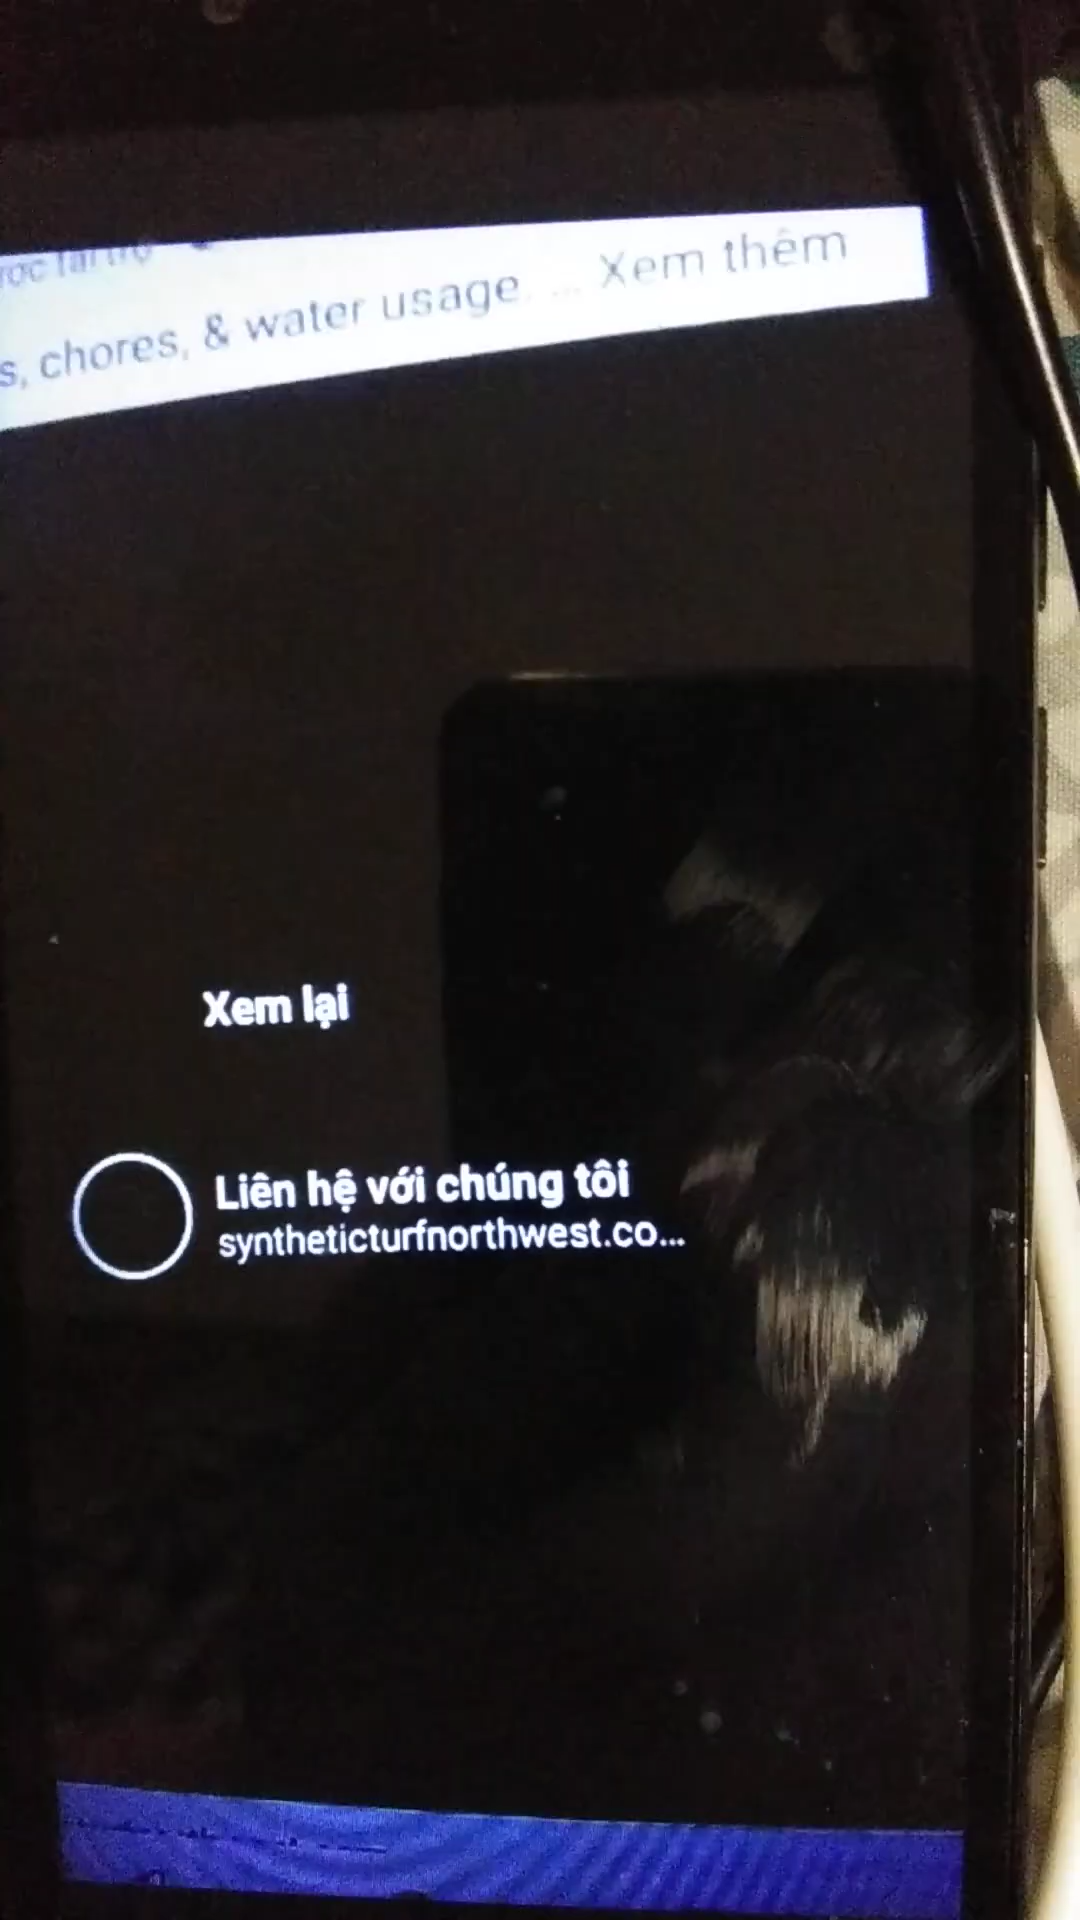 s, chores, & water usage. ... Xem thêm
Xem lại
Liên hệ với chúng tôi
syntheticturfnorthwest.co...